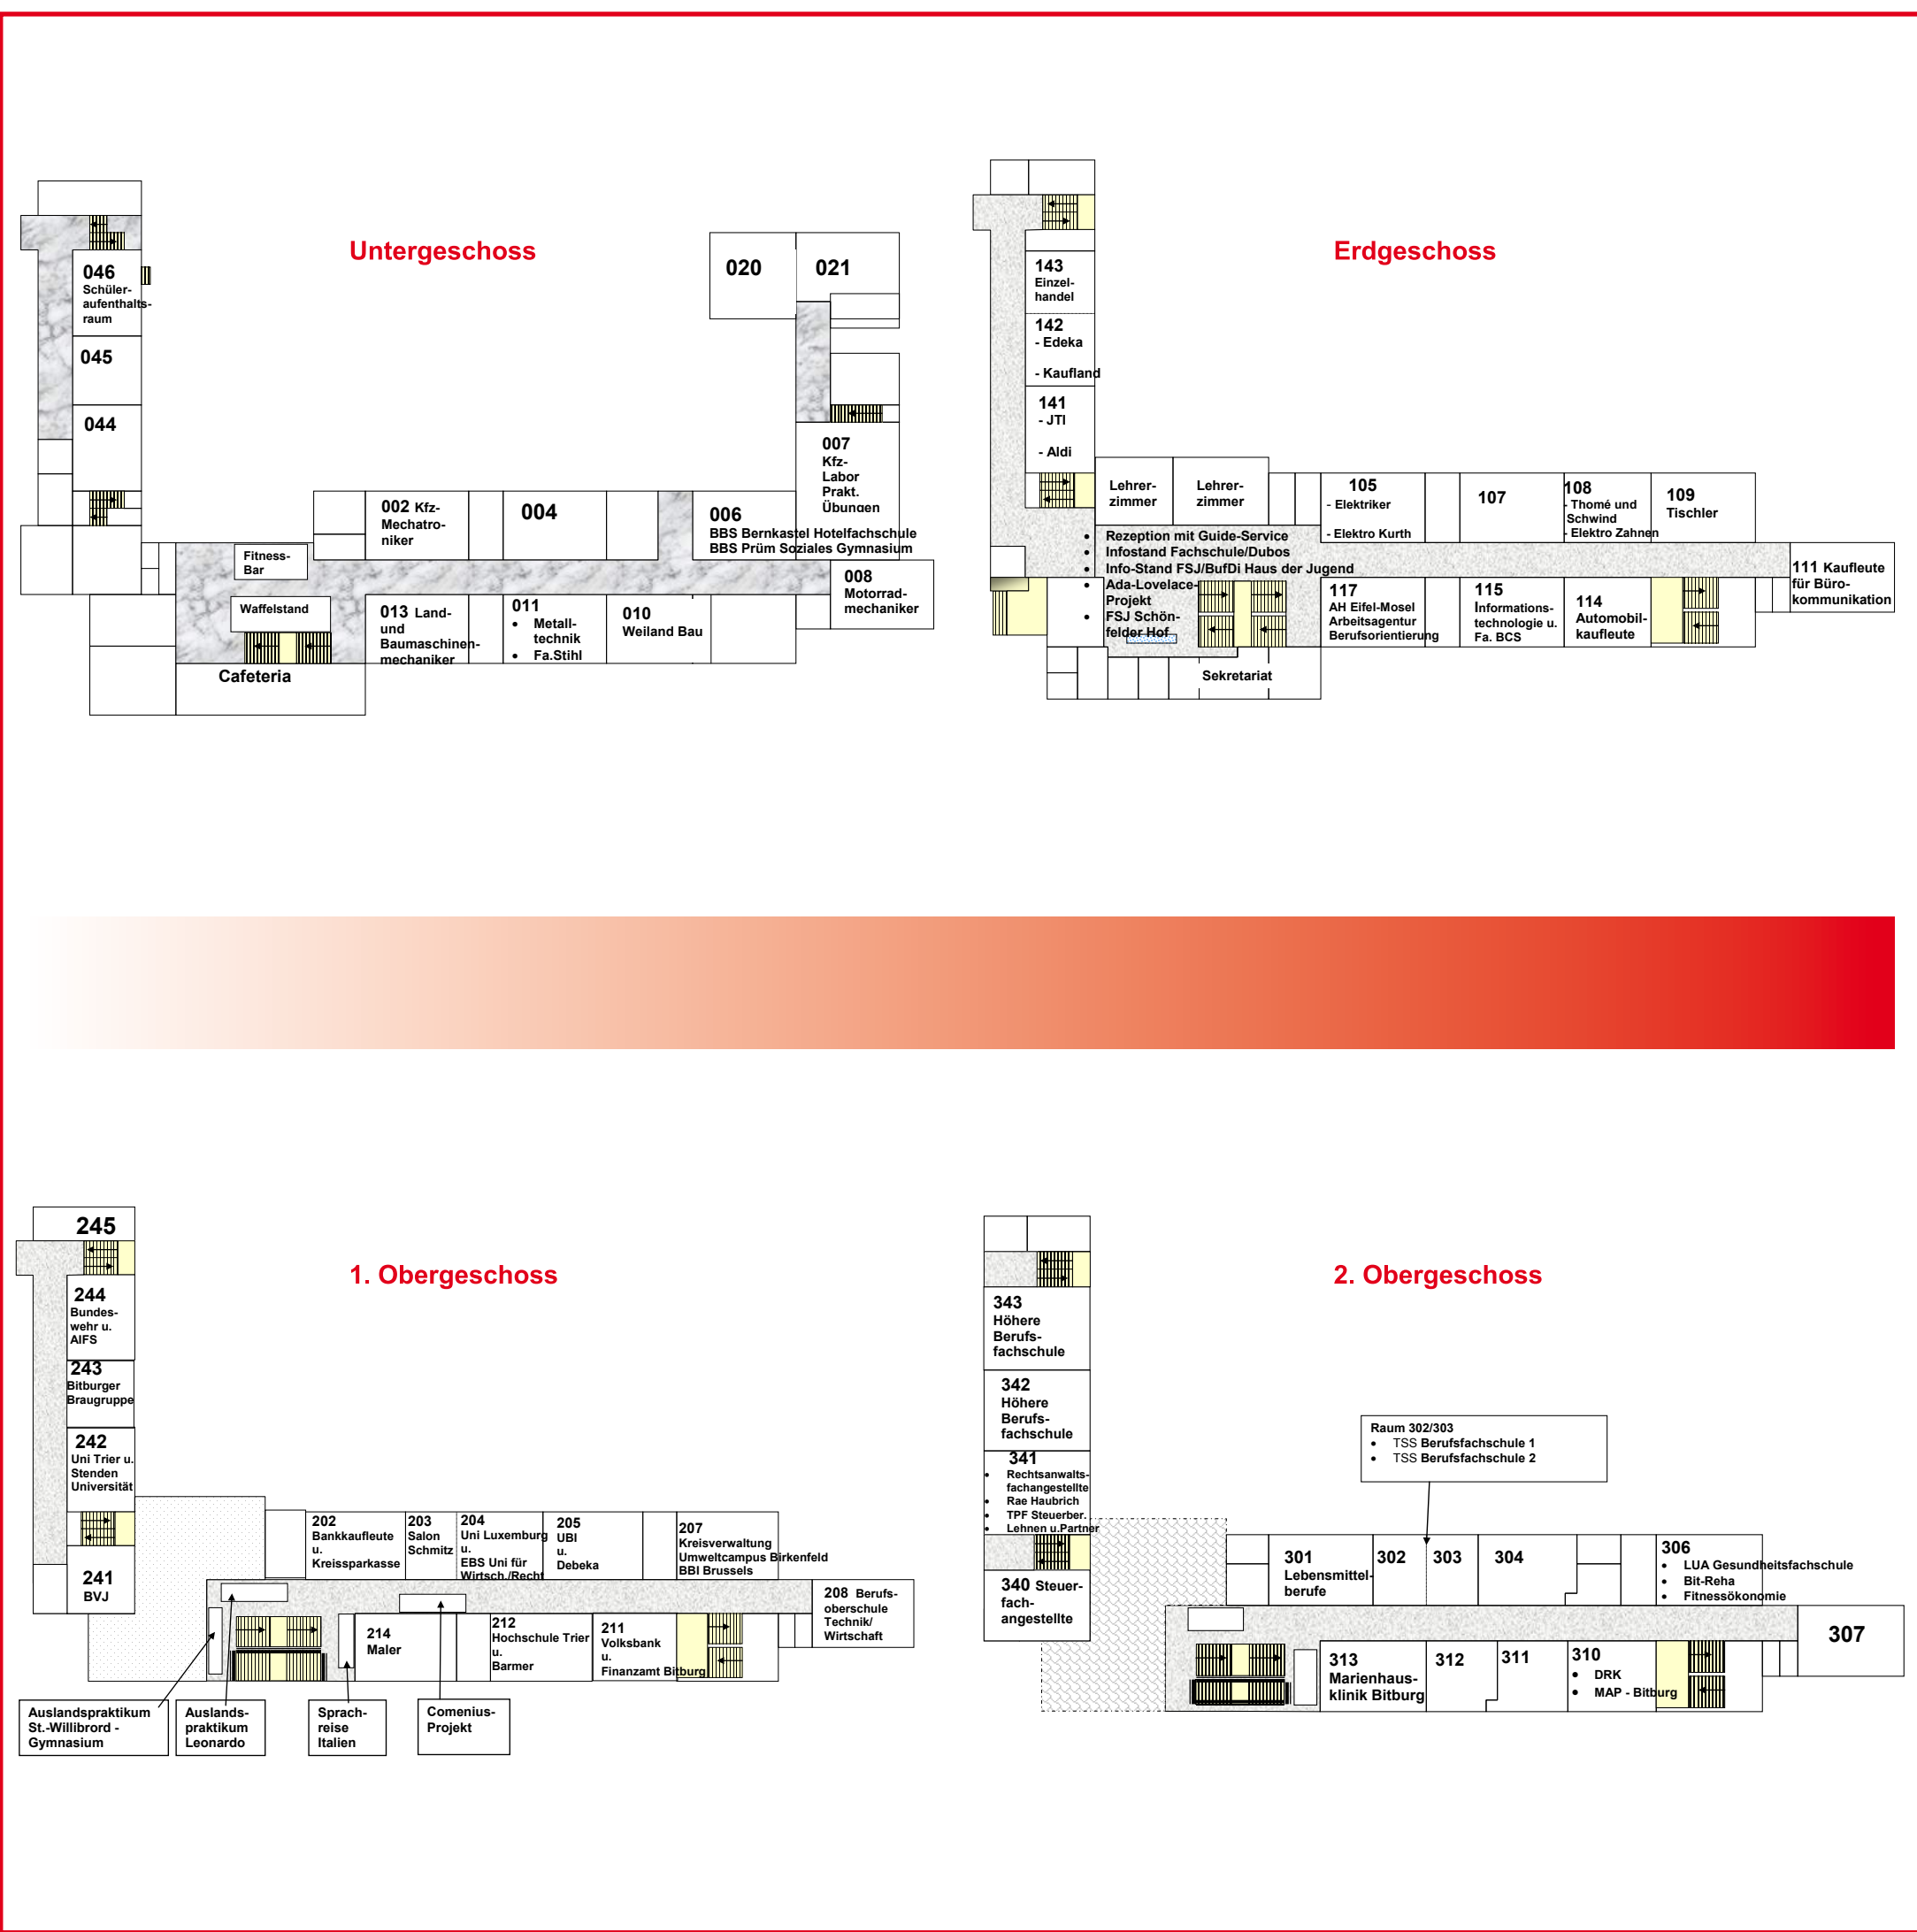 Untergeschoss
046
Schüler-
aufenthalts-
raum
045
044
020
021
007
Kfz-
Labor
Prakt.
Übungen
002 Kfz-
Mechatro-
niker
004
006
BBS Bernkastel Hotelfachschule
BBS Prüm Soziales Gymnasium
Fitness-
Bar
Waffelstand
Cafeteria
013 Land-
und
Baumaschinen-
mechaniker
011
• Metall-
technik
• Fa.Stihl
010
Weiland Bau
008
Motorrad-
mechaniker
Erdgeschoss
143
Einzel-
handel
142
- Edeka
- Kaufland
141
- JTI
- Aldi
Lehrer-
zimmer
Lehrer-
zimmer
105
- Elektriker
- Elektro Kurth
107
108
- Thomé und
Schwind
- Elektro Zahnen
109
Tischler
• Rezeption mit Guide-Service
• Infostand Fachschule/Dubos
• Info-Stand FSJ/BufDi Haus der Jugend
• Ada-Lovelace-
Projekt
• FSJ Schön-
felder Hof
117
AH Eifel-Mosel
Arbeitsagentur
Berufsorientierung
115
Informations-
technologie u.
Fa. BCS
114
Automobil-
kaufleute
111 Kaufleute
für Büro-
kommunikation
Sekretariat
1. Obergeschoss
245
244
Bundes-
wehr u.
AIFS
243
Bitburger
Braugruppe
242
Uni Trier u.
Stenden
Universität
241
BVJ
202
Bankkaufleute
u.
Kreissparkasse
203
Salon
Schmitz
204
Uni Luxemburg
u.
EBS Uni für
Wirtsch./Recht
205
UBI
u.
Debeka
207
Kreisverwaltung
Umweltcampus Birkenfeld
BBI Brussels
208 Berufs-
oberschule
Technik/
Wirtschaft
214
Maler
212
Hochschule Trier
u.
Barmer
211
Volksbank
u.
Finanzamt Bitburg
Auslandspraktikum
St.-Willibrord -
Gymnasium
Auslands-
praktikum
Leonardo
Sprach-
reise
Italien
Comenius-
Projekt
2. Obergeschoss
343
Höhere
Berufs-
fachschule
342
Höhere
Berufs-
fachschule
341
• Rechtsanwalts-
fachangestellte
• Rae Haubrich
• TPF Steuerber.
• Lehnen u.Partner
340 Steuer-
fach-
angestellte
Raum 302/303
• TSS Berufsfachschule 1
• TSS Berufsfachschule 2
301
Lebensmittel-
berufe
302
303
304
306
• LUA Gesundheitsfachschule
• Bit-Reha
• Fitnessökonomie
307
313
Marienhaus-
klinik Bitburg
312
311
310
• DRK
• MAP - Bitburg